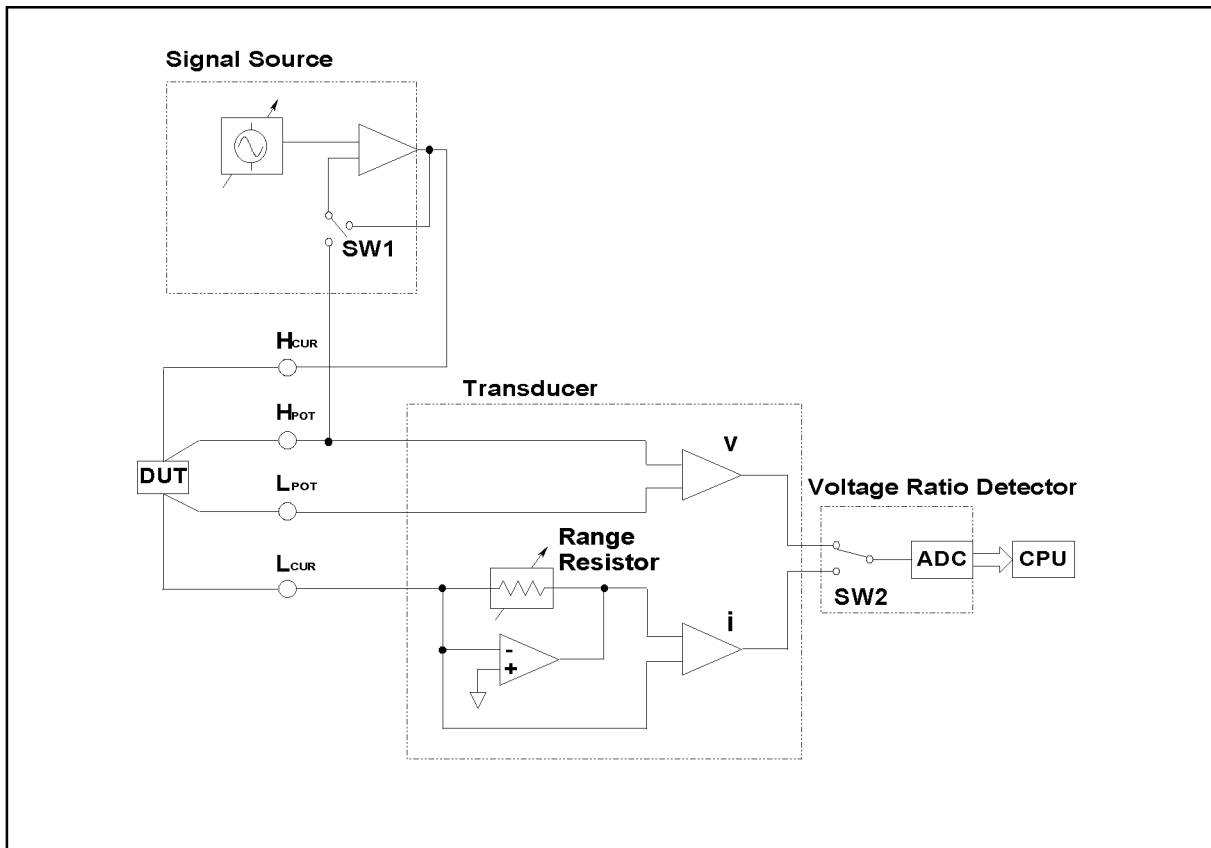 Signal Source
SW1
HCUR
Transducer
HPOT
V
DUT
LPOT
Voltage Ratio Detector
Range
Resistor
ADC
CPU
LCUR
SW2
i
-
+